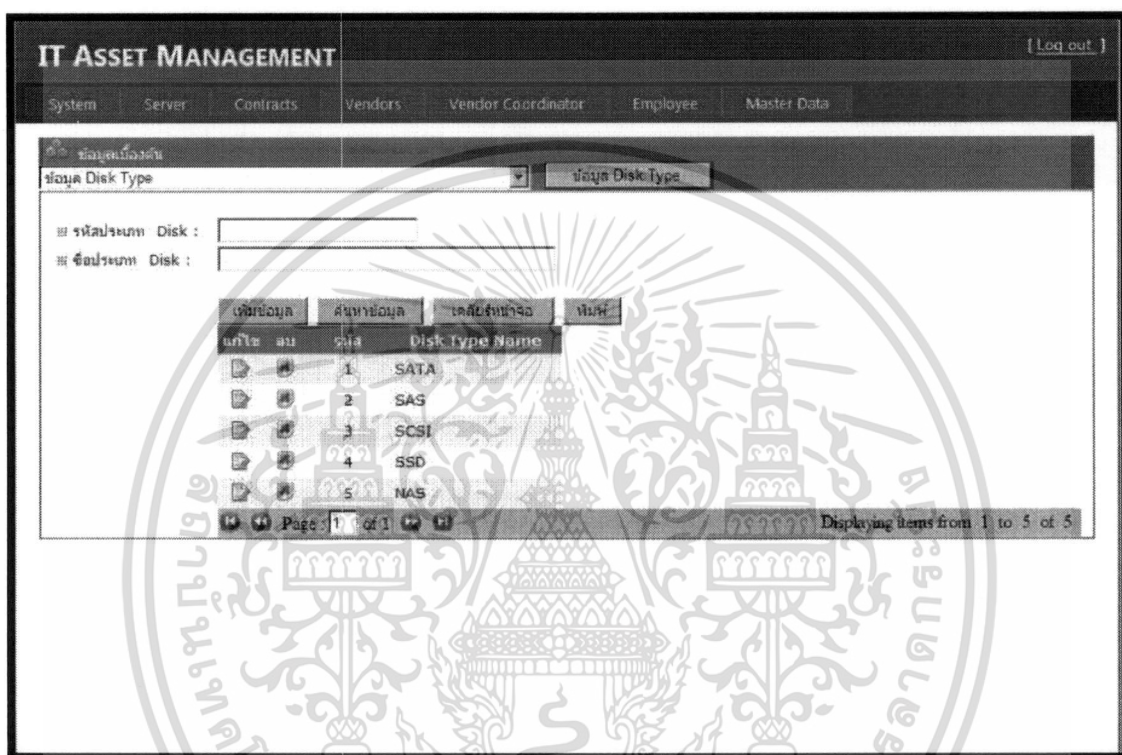 IT ASSET MANAGEMENT
[ Log out ]
System Server Contracts Vendors Vendor Coordinator Employee Master Data
ข้อมูลเบื้องต้น
ข้อมูล Disk Type ข้อมูล Disk Type
รหัสประเภท Disk :
ชื่อประเภท Disk :
เพิ่มข้อมูล ค้นหาข้อมูล เคลียร์หน้าจอ พิมพ์
แก้ไข ลบ รหัส Disk Type Name
1 SATA
2 SAS
3 SCSI
4 SSD
5 NAS
Page : 1 of 1 Displaying items from 1 to 5 of 5